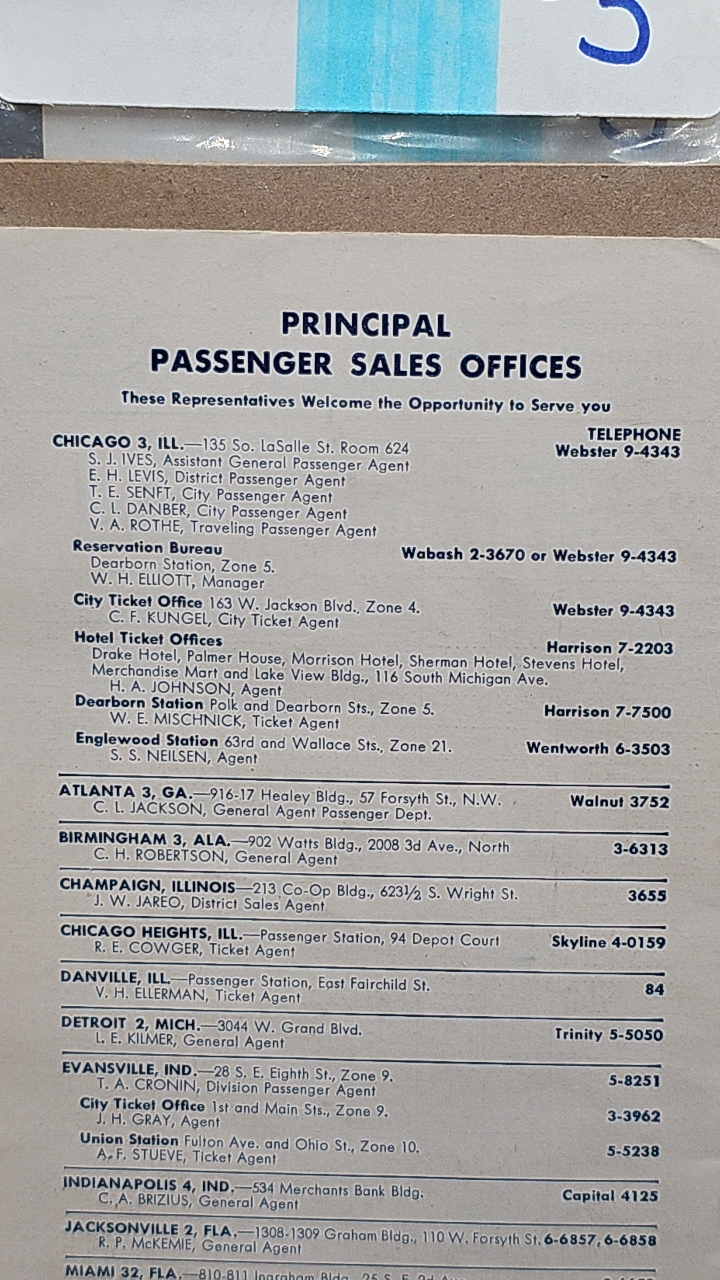 5
PRINCIPAL
PASSENGER SALES OFFICES
These Representatives Welcome the Opportunity to Serve you
TELEPHONE
CHICAGO 3, ILL.—135 So. LaSalle St. Room 624 Webster 9-4343
S. J. IVES, Assistant General Passenger Agent
E. H. LEVIS, District Passenger Agent
T. E. SENFT, City Passenger Agent
C. L. DANBER, City Passenger Agent
V. A. ROTHE, Traveling Passenger Agent
Reservation Bureau Wabash 2-3670 or Webster 9-4343
Dearborn Station, Zone 5.
W. H. ELLIOTT, Manager
City Ticket Office 163 W. Jackson Blvd., Zone 4. Webster 9-4343
C. F. KUNGEL, City Ticket Agent
Hotel Ticket Offices Harrison 7-2203
Drake Hotel, Palmer House, Morrison Hotel, Sherman Hotel, Stevens Hotel,
Merchandise Mart and Lake View Bldg., 116 South Michigan Ave.
H. A. JOHNSON, Agent
Dearborn Station Polk and Dearborn Sts., Zone 5. Harrison 7-7500
W. E. MISCHNICK, Ticket Agent
Englewood Station 63rd and Wallace Sts., Zone 21. Wentworth 6-3503
S. S. NEILSEN, Agent
ATLANTA 3, GA.—916-17 Healey Bldg., 57 Forsyth St., N.W. Walnut 3752
C. L. JACKSON, General Agent Passenger Dept.
BIRMINGHAM 3, ALA.—902 Watts Bldg., 2008 3d Ave., North 3-6313
C. H. ROBERTSON, General Agent
CHAMPAIGN, ILLINOIS—213 Co-Op Bldg., 623½ S. Wright St. 3655
J. W. JAREO, District Sales Agent
CHICAGO HEIGHTS, ILL.—Passenger Station, 94 Depot Court Skyline 4-0159
R. E. COWGER, Ticket Agent
DANVILLE, ILL.—Passenger Station, East Fairchild St. 84
V. H. ELLERMAN, Ticket Agent
DETROIT 2, MICH.—3044 W. Grand Blvd. Trinity 5-5050
L. E. KILMER, General Agent
EVANSVILLE, IND.—28 S. E. Eighth St., Zone 9. 5-8251
T. A. CRONIN, Division Passenger Agent
City Ticket Office 1st and Main Sts., Zone 9. 3-3962
J. H. GRAY, Agent
Union Station Fulton Ave. and Ohio St., Zone 10. 5-5238
A. F. STUEVE, Ticket Agent
INDIANAPOLIS 4, IND.—534 Merchants Bank Bldg. Capital 4125
C. A. BRIZIUS, General Agent
JACKSONVILLE 2, FLA.—1308-1309 Graham Bldg., 110 W. Forsyth St. 6-6857, 6-6858
R. P. McKEMIE, General Agent
MIAMI 32, FLA.—810-811 Ingraham Bldg.